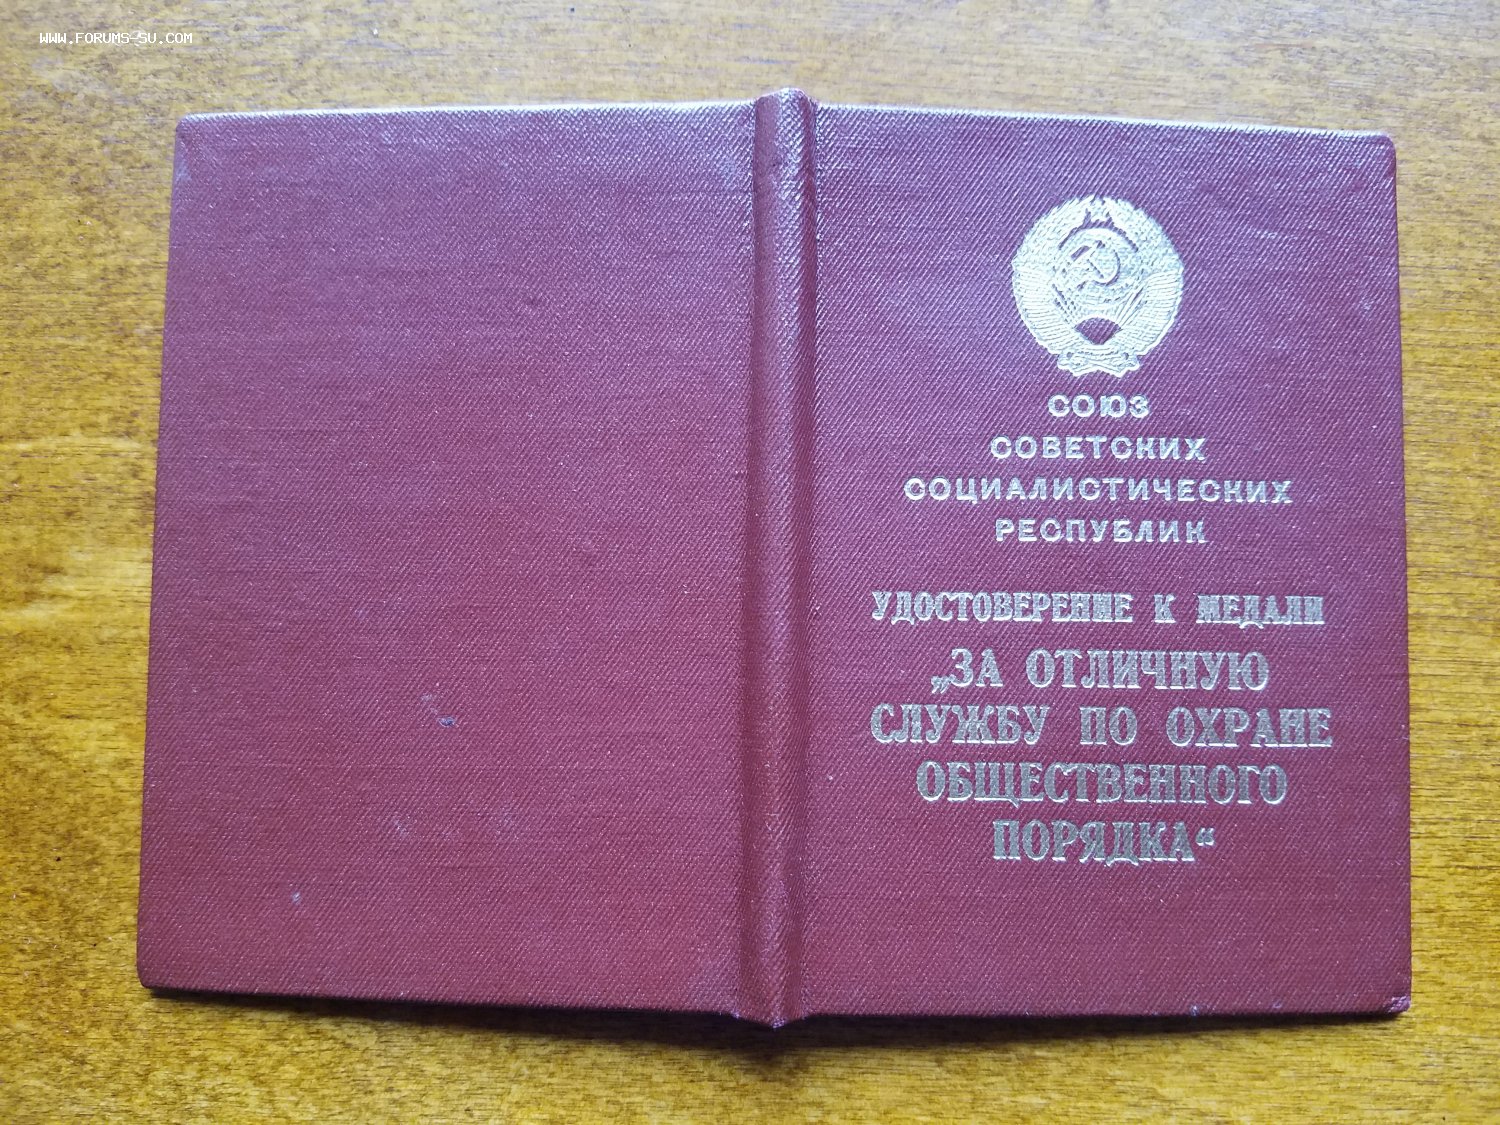 WWW.FORUMS-SU.COM
СОЮЗ
СОВЕТСКИХ
СОЦИАЛИСТИЧЕСКИХ
РЕСПУБЛИК
УДОСТОВЕРЕНИЕ К МЕДАЛИ
„ЗА ОТЛИЧНУЮ
СЛУЖБУ ПО ОХРАНЕ
ОБЩЕСТВЕННОГО
ПОРЯДКА“